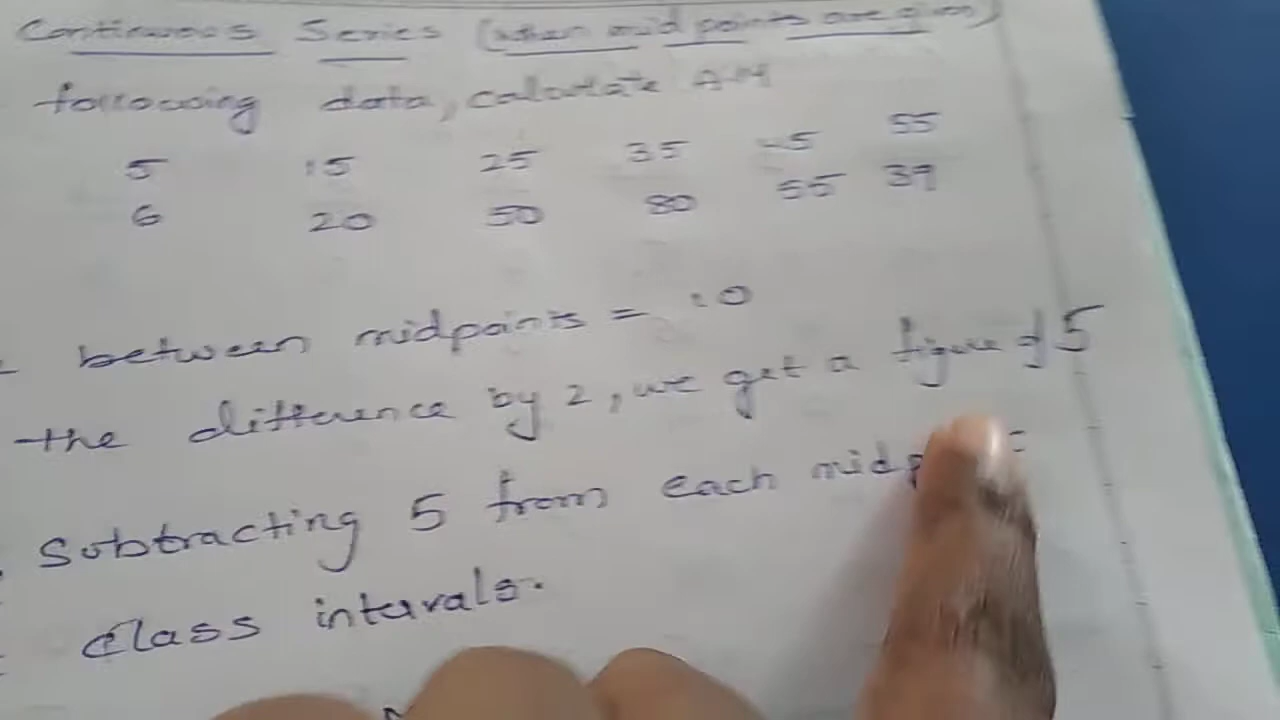 Continuous Series (when mid points are given)
following data, calculate A.M
5 15 25 35 45 55
6 20 50 80 55 39
between midpoints = 10
the difference by 2, we get a figure of 5
Subtracting 5 from each
class intervals.